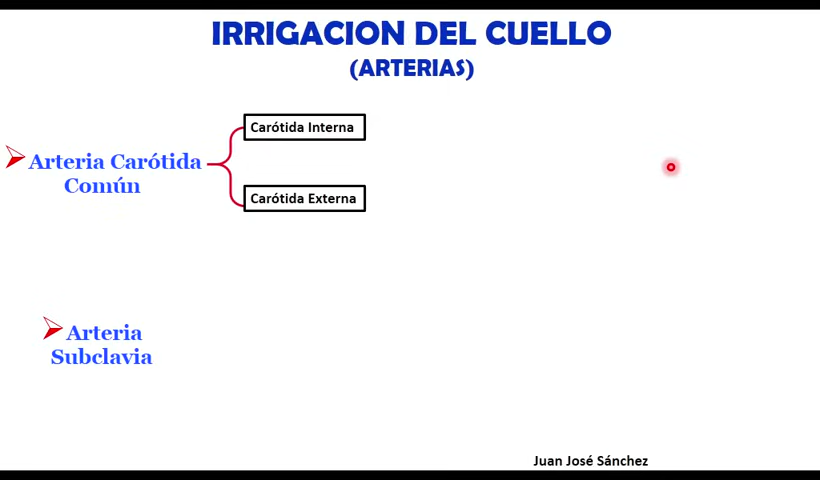 IRRIGACION DEL CUELLO
(ARTERIAS)
Carótida Interna
Arteria Carótida
Común
Carótida Externa
Arteria
Subclavia
Juan José Sánchez